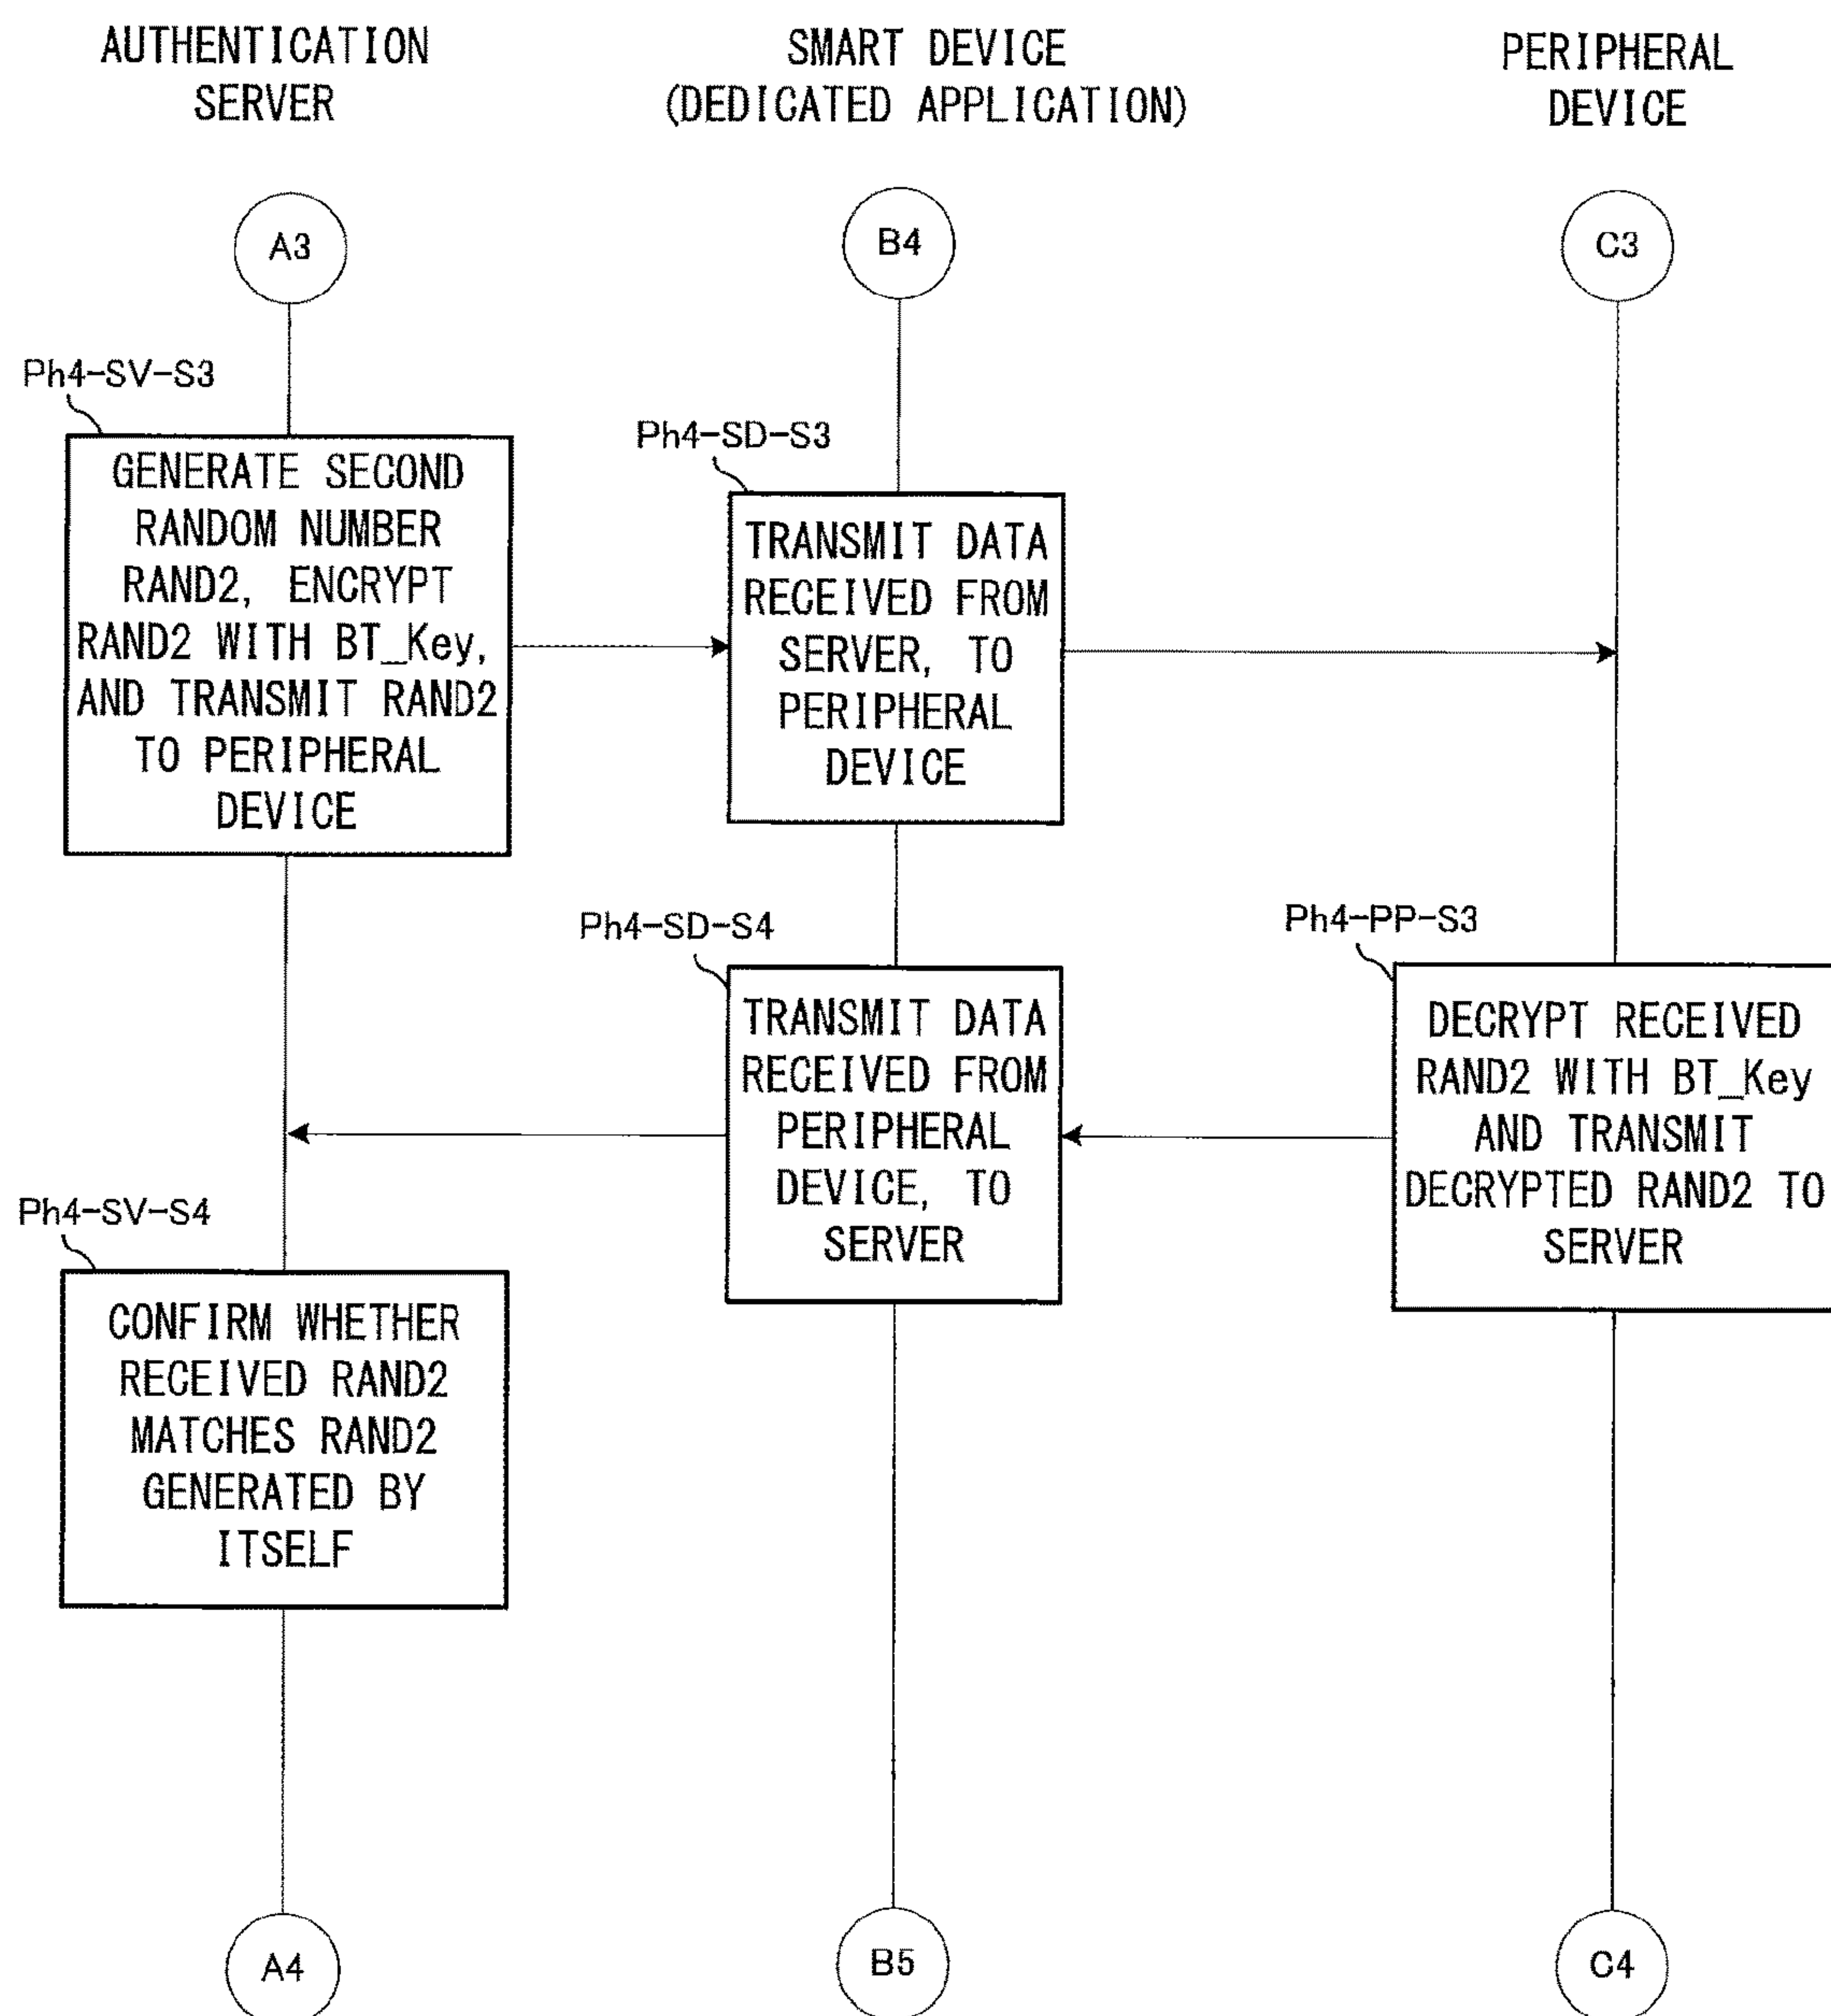 AUTHENTICATION
SERVER
SMART DEVICE
(DEDICATED APPLICATION)
PERIPHERAL
DEVICE
A3
B4
C3
Ph4-SV-S3
GENERATE SECOND
RANDOM NUMBER
RAND2, ENCRYPT
RAND2 WITH BT_Key,
AND TRANSMIT RAND2
TO PERIPHERAL
DEVICE
Ph4-SD-S3
TRANSMIT DATA
RECEIVED FROM
SERVER, TO
PERIPHERAL
DEVICE
Ph4-SD-S4
TRANSMIT DATA
RECEIVED FROM
PERIPHERAL
DEVICE, TO
SERVER
Ph4-PP-S3
DECRYPT RECEIVED
RAND2 WITH BT_Key
AND TRANSMIT
DECRYPTED RAND2 TO
SERVER
Ph4-SV-S4
CONFIRM WHETHER
RECEIVED RAND2
MATCHES RAND2
GENERATED BY
ITSELF
A4
B5
C4